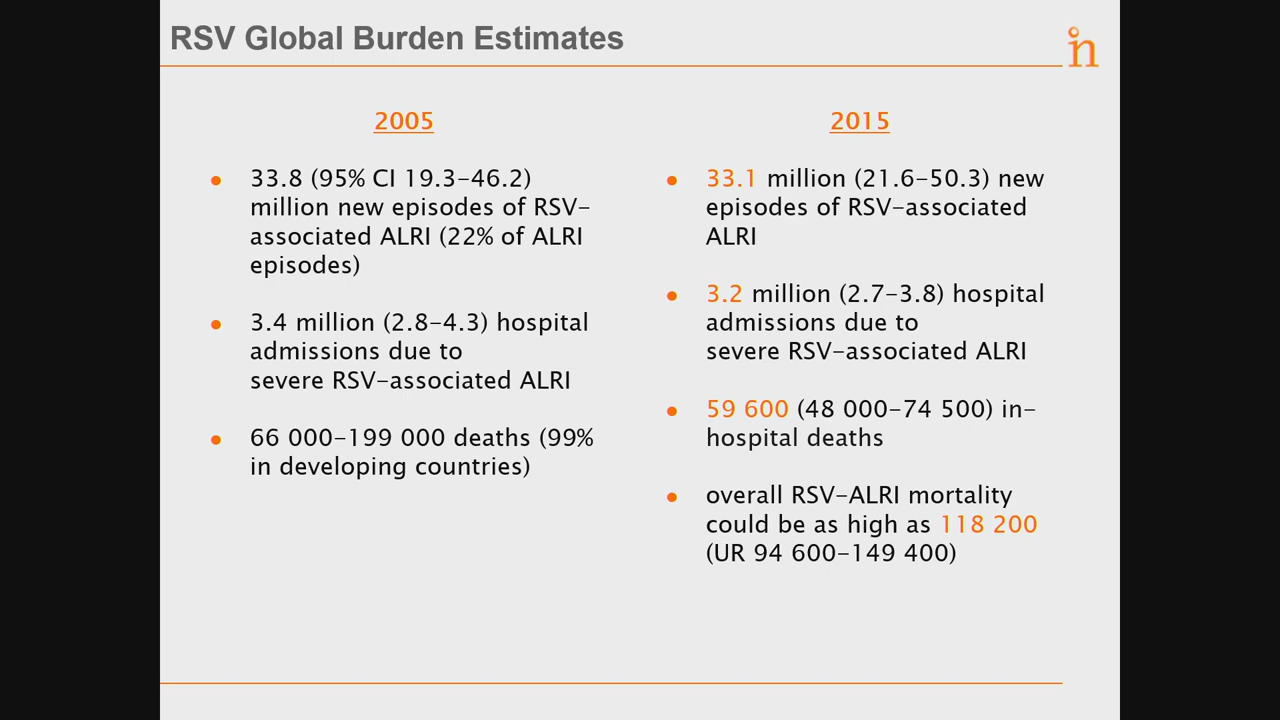 RSV Global Burden Estimates
in
2005
• 33.8 (95% CI 19.3–46.2)
million new episodes of RSV–
associated ALRI (22% of ALRI
episodes)
• 3.4 million (2.8–4.3) hospital
admissions due to
severe RSV–associated ALRI
• 66 000–199 000 deaths (99%
in developing countries)
2015
• 33.1 million (21.6–50.3) new
episodes of RSV–associated
ALRI
• 3.2 million (2.7–3.8) hospital
admissions due to
severe RSV–associated ALRI
• 59 600 (48 000–74 500) in–
hospital deaths
• overall RSV–ALRI mortality
could be as high as 118 200
(UR 94 600–149 400)